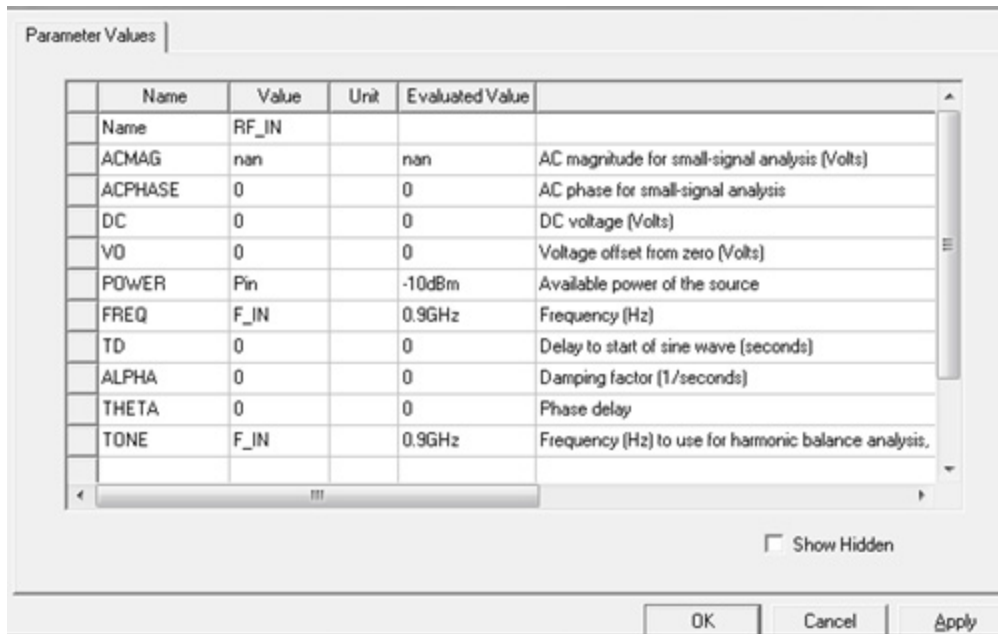 Parameter Values
Name Value Unit Evaluated Value
Name RF_IN
ACMAG nan nan AC magnitude for small-signal analysis (Volts)
ACPHASE 0 0 AC phase for small-signal analysis
DC 0 0 DC voltage (Volts)
VO 0 0 Voltage offset from zero (Volts)
POWER Pin -10dBm Available power of the source
FREQ F_IN 0.9GHz Frequency (Hz)
TD 0 0 Delay to start of sine wave (seconds)
ALPHA 0 0 Damping factor (1/seconds)
THETA 0 0 Phase delay
TONE F_IN 0.9GHz Frequency (Hz) to use for harmonic balance analysis,
Show Hidden
OK Cancel Apply